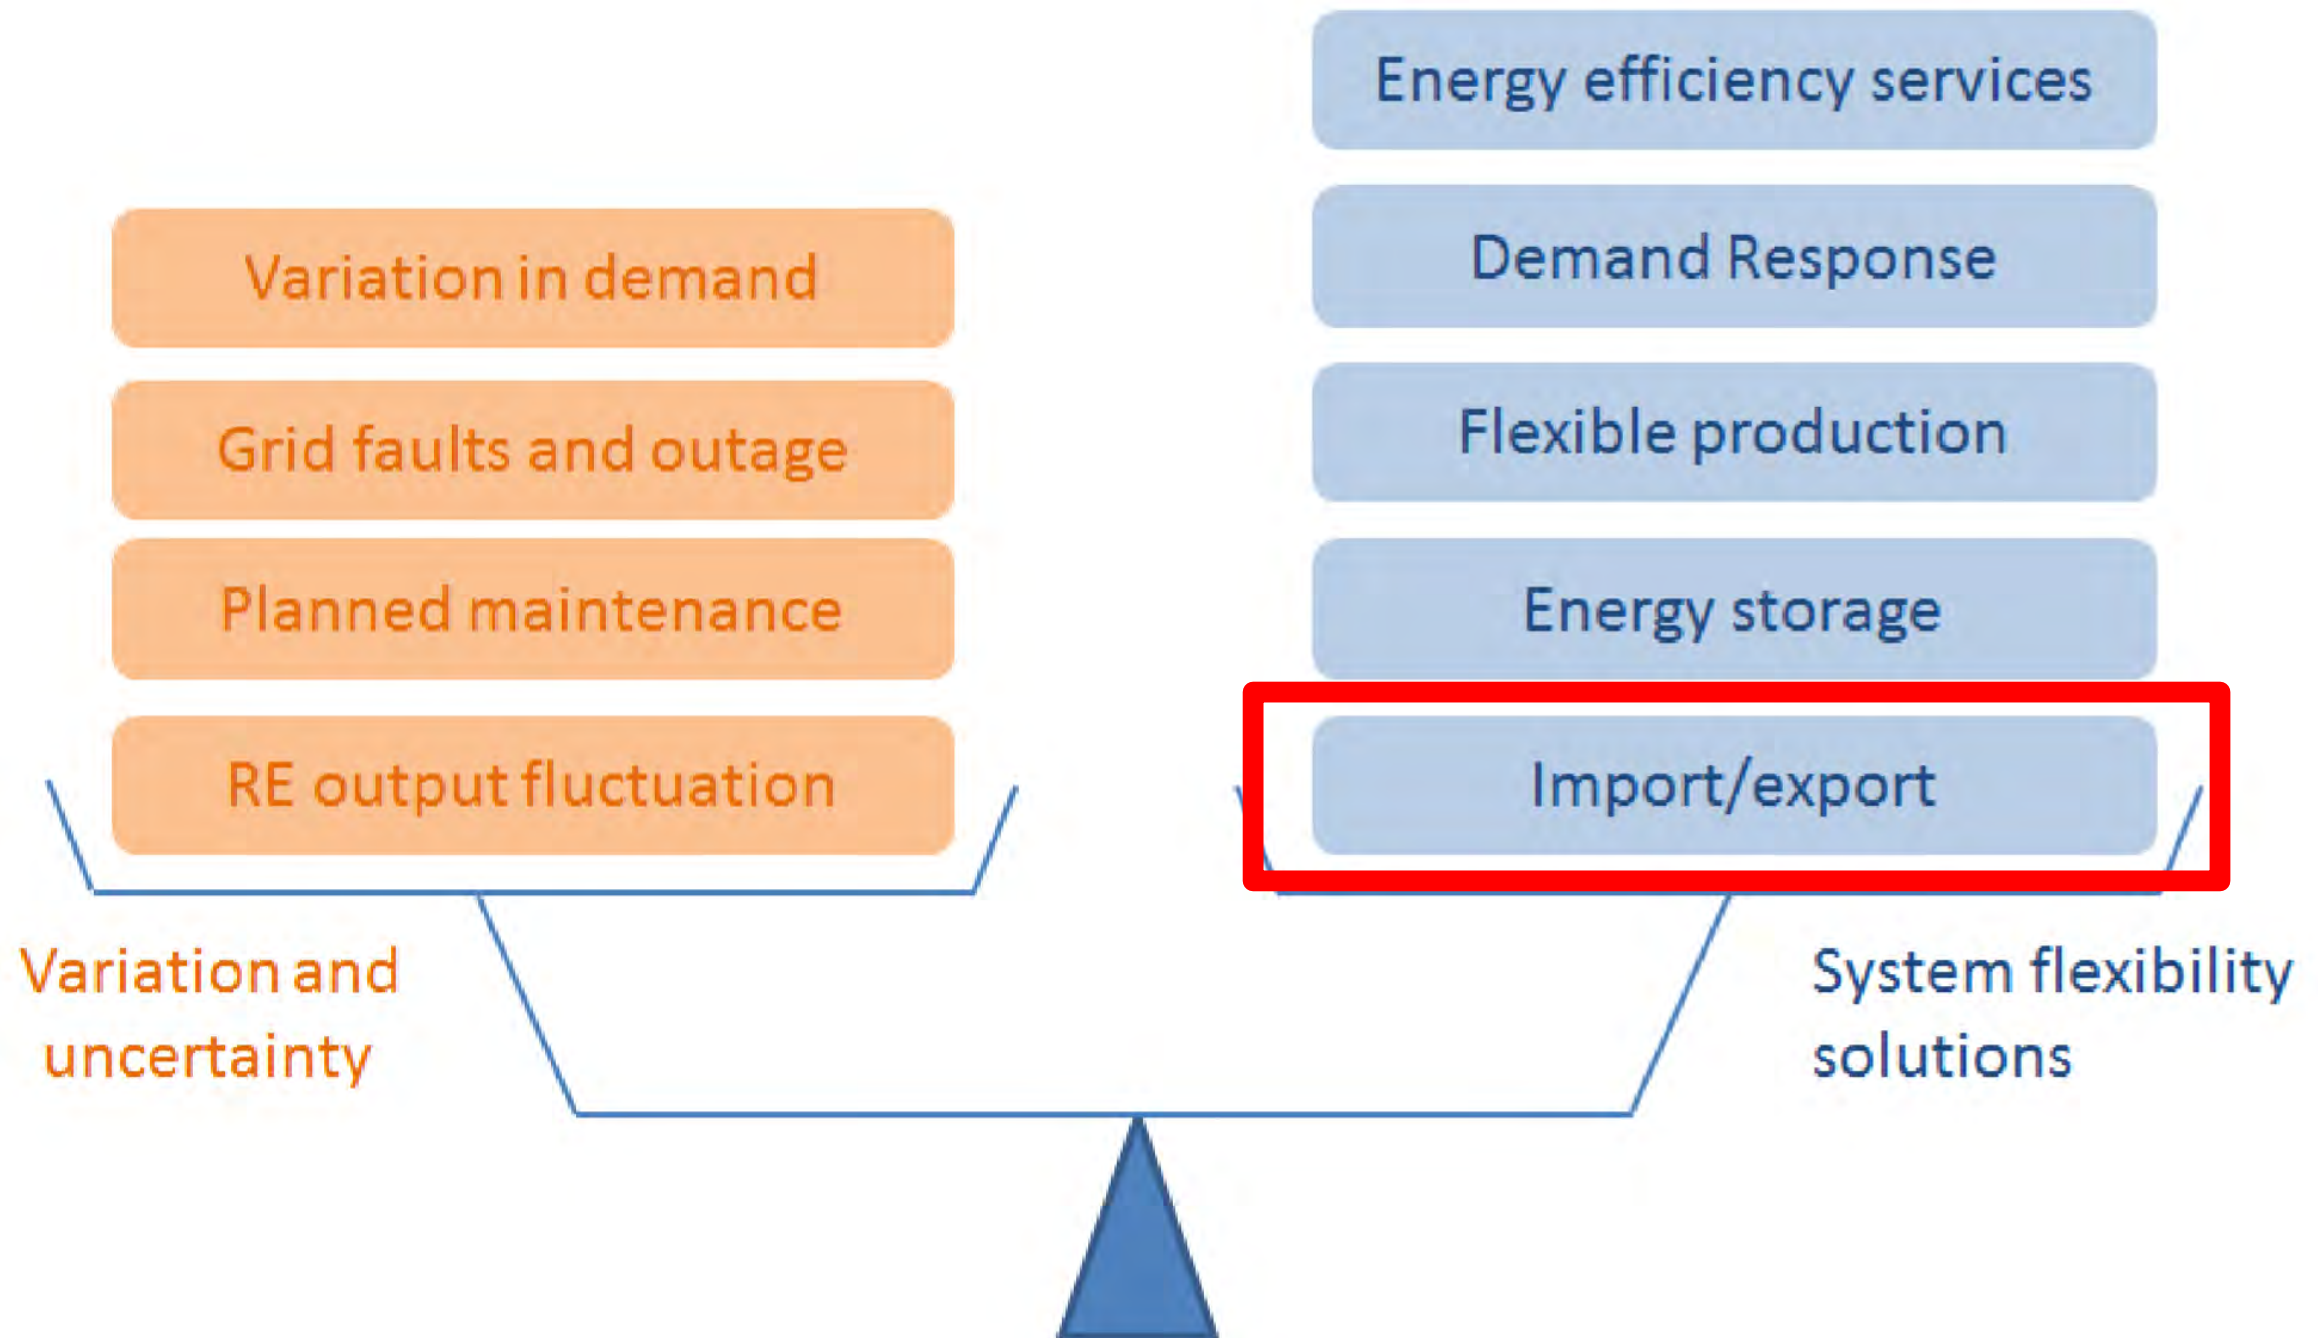 Variation in demand
Grid faults and outage
Planned maintenance
RE output fluctuation
Variation and
uncertainty
Energy efficiency services
Demand Response
Flexible production
Energy storage
Import/export
System flexibility
solutions